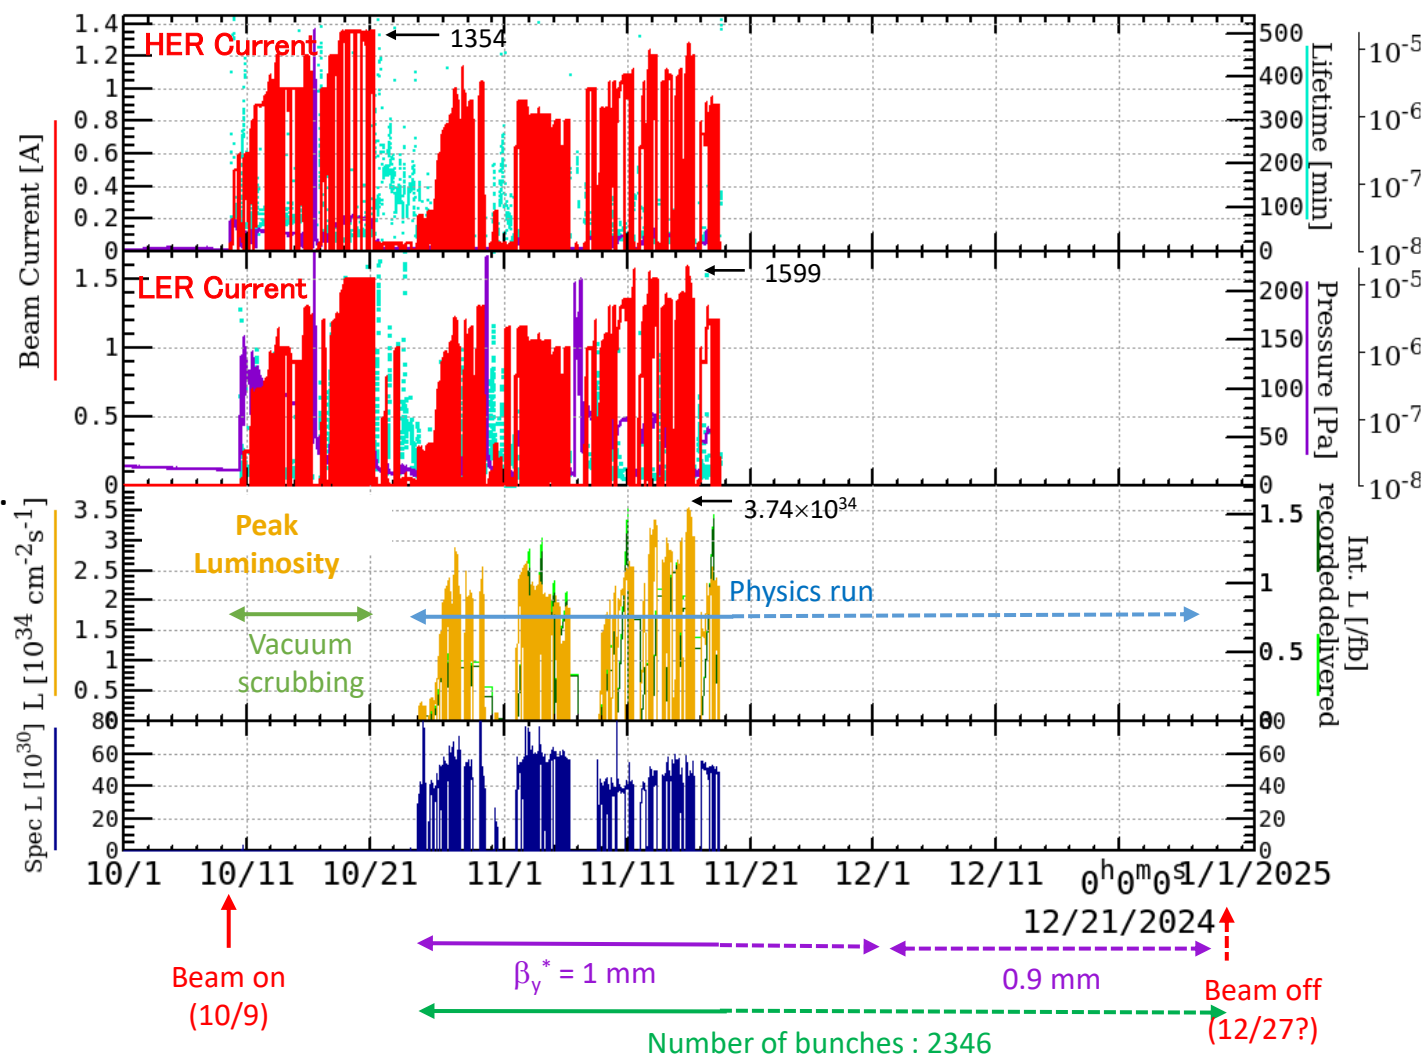 HER Current
1354
1.4
1.2
1
0.8
0.6
0.4
0.2
0
500
400
300
200
100
0
Lifetime [min]
10-5
10-6
10-7
10-8
Beam Current [A]
LER Current
1599
1.5
1
0.5
0
200
150
100
50
0
Pressure [Pa]
10-5
10-6
10-7
10-8
L [1034 cm-2s-1]
3.5
3
2.5
2
1.5
1
0.5
Peak
Luminosity
3.74×1034
Vacuum
scrubbing
Physics run
1.5
1
0.5
recorded delivered
Int. L [/fb]
Spec L [1030]
80
60
40
20
0
80
60
40
20
0
10/1 10/11 10/21 11/1 11/11 11/21 12/1 12/11 0h0m0s 1/1/2025
12/21/2024
Beam on
(10/9)
βy* = 1 mm
0.9 mm
Beam off
(12/27?)
Number of bunches : 2346